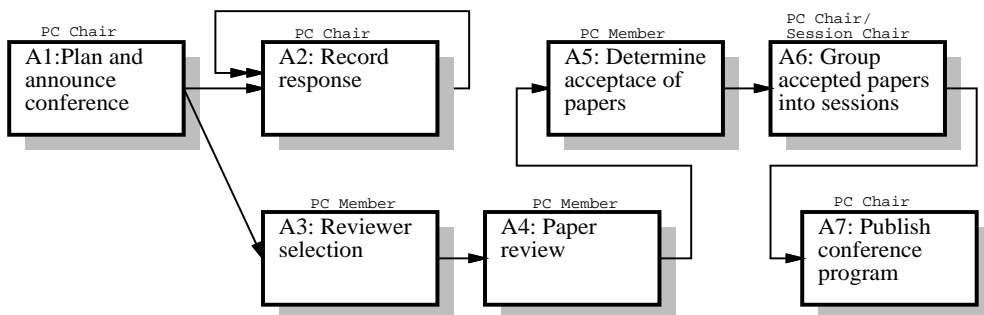 PC Chair
A1:Plan and
announce
conference
PC Chair
A2: Record
response
PC Member
A5: Determine
acceptace of
papers
PC Chair/
Session Chair
A6: Group
accepted papers
into sessions
PC Member
A3: Reviewer
selection
PC Member
A4: Paper
review
PC Chair
A7: Publish
conference
program